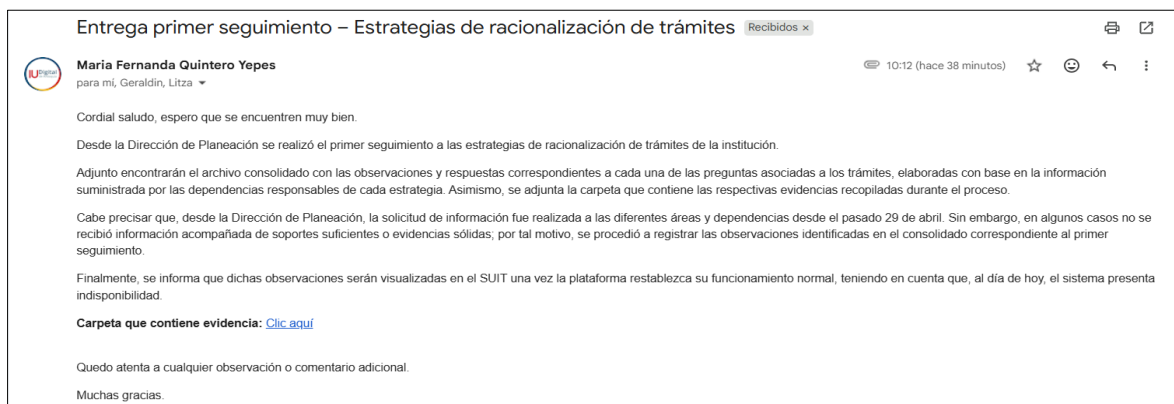 Entrega primer seguimiento – Estrategias de racionalización de trámites Recibidos ×
IUDigital
Maria Fernanda Quintero Yepes
10:12 (hace 38 minutos)
para mí, Geraldin, Litza
Cordial saludo, espero que se encuentren muy bien.
Desde la Dirección de Planeación se realizó el primer seguimiento a las estrategias de racionalización de trámites de la institución.
Adjunto encontrarán el archivo consolidado con las observaciones y respuestas correspondientes a cada una de las preguntas asociadas a los trámites, elaboradas con base en la información
suministrada por las dependencias responsables de cada estrategia. Asimismo, se adjunta la carpeta que contiene las respectivas evidencias recopiladas durante el proceso.
Cabe precisar que, desde la Dirección de Planeación, la solicitud de información fue realizada a las diferentes áreas y dependencias desde el pasado 29 de abril. Sin embargo, en algunos casos no se
recibió información acompañada de soportes suficientes o evidencias sólidas; por tal motivo, se procedió a registrar las observaciones identificadas en el consolidado correspondiente al primer
seguimiento.
Finalmente, se informa que dichas observaciones serán visualizadas en el SUIT una vez la plataforma restablezca su funcionamiento normal, teniendo en cuenta que, al día de hoy, el sistema presenta
indisponibilidad.
Carpeta que contiene evidencia: Clic aquí
Quedo atenta a cualquier observación o comentario adicional.
Muchas gracias.